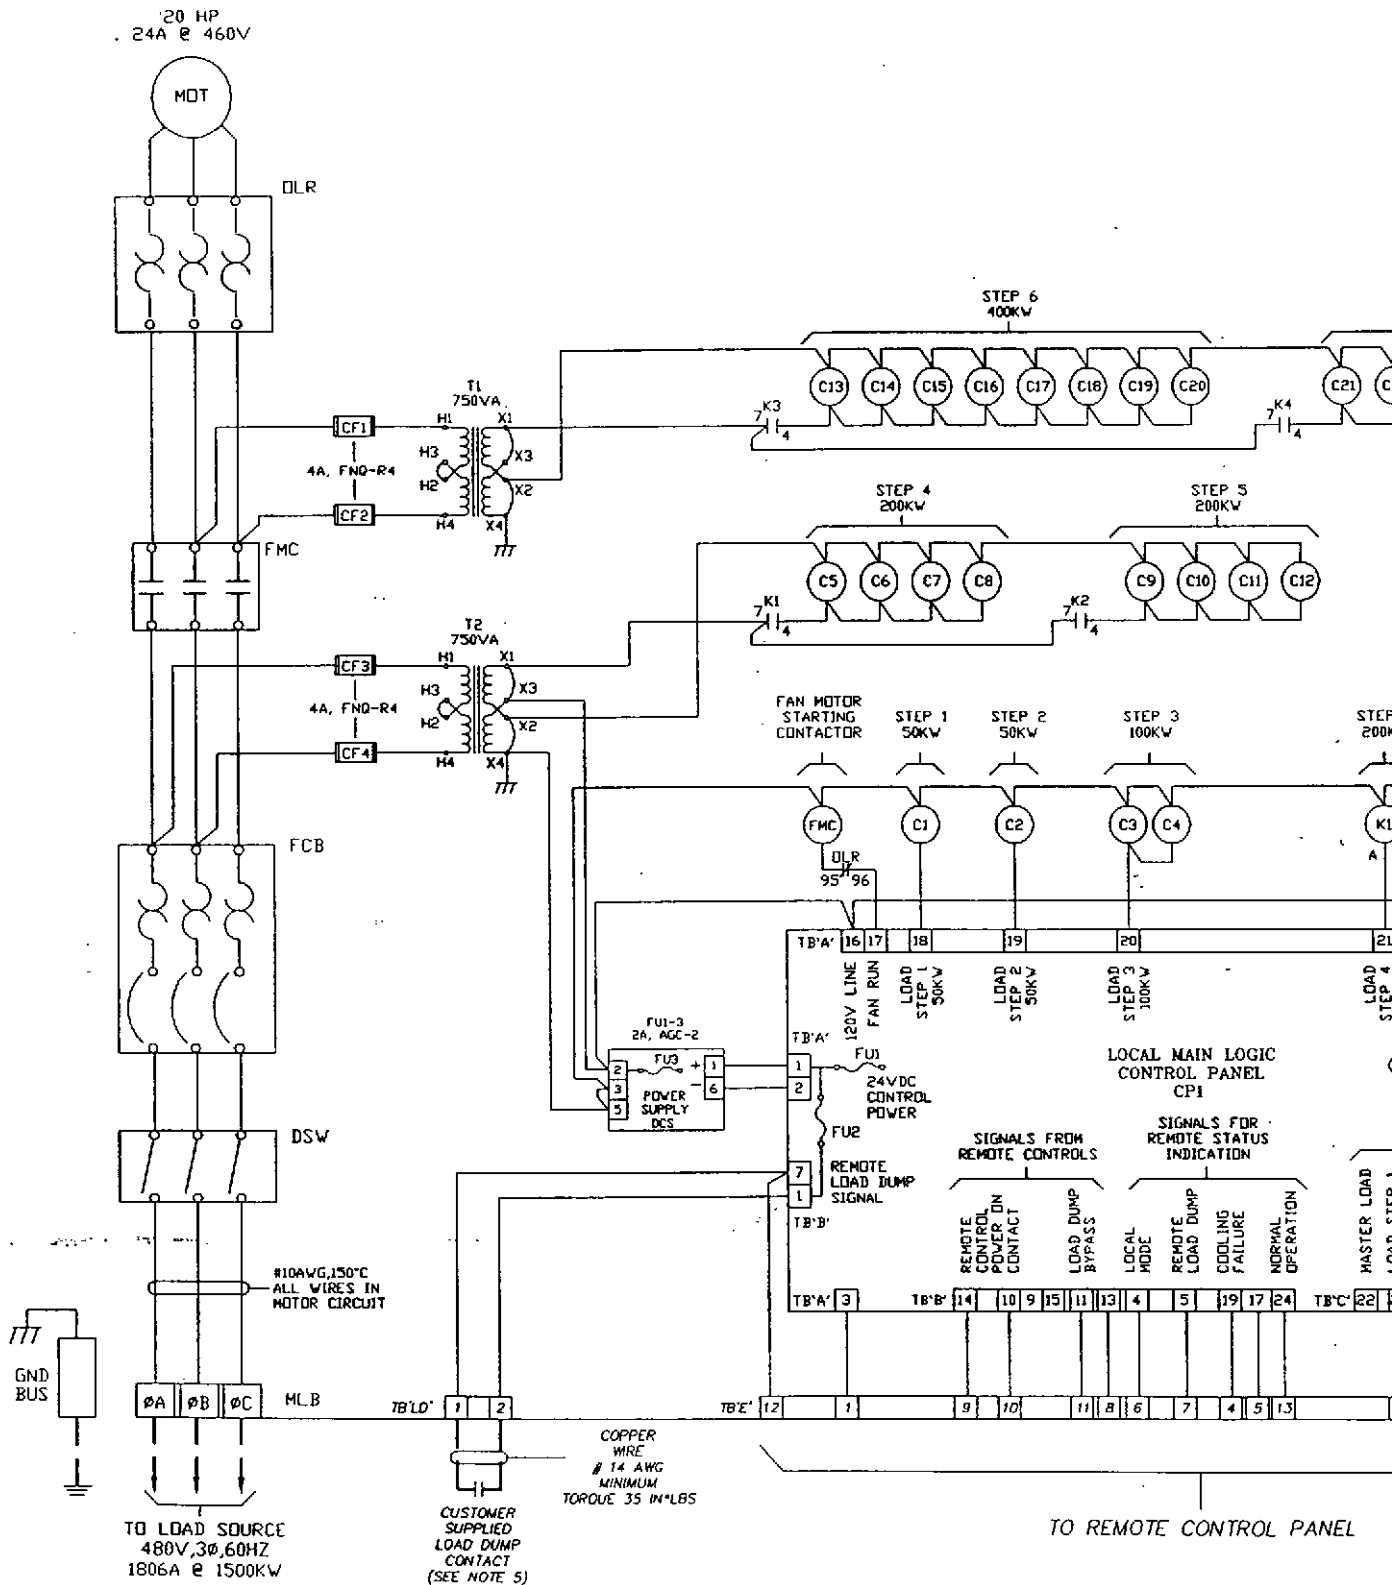 20 HP
24A @ 460V
MOT
OLR
STEP 6
400KW
C13 C14 C15 C16 C17 C18 C19 C20 C21
K3
7 4
K4
7 4
T1
750VA
H1 X1
CF1
H3 X3
4A, FNQ-R4
H2 X2
CF2
H4 X4
FMC
STEP 4
200KW
STEP 5
200KW
C5 C6 C7 C8 C9 C10 C11 C12
K1
7 4
K2
7 4
T2
750VA
H1 X1
CF3
H3 X3
4A, FNQ-R4
H2 X2
CF4
H4 X4
FAN MOTOR
STARTING
CONTACTOR
STEP 1
50KW
STEP 2
50KW
STEP 3
100KW
FMC C1 C2 C3 C4 K1
A
FCB
OLR
95 96
TB'A' 16 17 18 19 20 21
120V LINE
FAN RUN
LOAD
STEP 1
50KW
LOAD
STEP 2
50KW
LOAD
STEP 3
100KW
LOAD
STEP 4
FU1-3
2A, AGC-2
2 FU3 + 1
3 - 6
5
POWER
SUPPLY
DCS
TB'A'
1
2
FU1
24VDC
CONTROL
POWER
FU2
LOCAL MAIN LOGIC
CONTROL PANEL
CP1
DSW
SIGNALS FROM
REMOTE CONTROLS
SIGNALS FOR
REMOTE STATUS
INDICATION
7
1
REMOTE
LOAD DUMP
SIGNAL
TB'B'
REMOTE
CONTROL
POWER ON
CONTACT
LOAD DUMP
BYPASS
LOCAL
MODE
REMOTE
LOAD DUMP
COOLING
FAILURE
NORMAL
OPERATION
MASTER LOAD
LOAD STEP 1
#10AWG,150°C
ALL WIRES IN
MOTOR CIRCUIT
TB'A' 3 TB'B' 14 10 9 15 11 13 4 5 19 17 24 TB'C' 22
GND
BUS
ØA ØB ØC MLB
TB'LD' 1 2
TB'E' 12 1 9 10 11 8 6 7 4 5 13
COPPER
WIRE
# 14 AWG
MINIMUM
TORQUE 35 IN*LBS
CUSTOMER
SUPPLIED
LOAD DUMP
CONTACT
(SEE NOTE 5)
TO LOAD SOURCE
480V,3Ø,60HZ
1806A @ 1500KW
TO REMOTE CONTROL PANEL